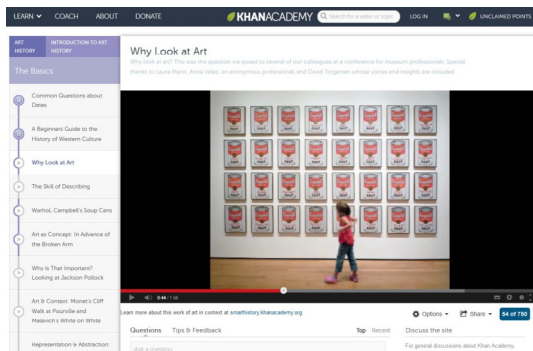 LEARN COACH ABOUT DONATE KHANACADEMY Search for a video or topic LOG IN UNCLAIMED POINTS
ART HISTORY
INTRODUCTION TO ART HISTORY
The Basics
Common Questions about
Dates
A Beginners Guide to the
History of Western Culture
Why Look at Art
The Skill of Describing
Warhol, Campbell's Soup Cans
Art as Concept: In Advance of
the Broken Arm
Why Is That Important?
Looking at Jackson Pollock
Art & Context: Monet's Cliff
Walk at Pourville and
Malevich's White on White
Representation & Abstraction:
Why Look at Art
Why look at art? This was the question we posed to several of our colleagues at a conference for museum professionals. Special
thanks to Laura Mann, Anna Velez, an anonymous professional, and David Torgersen whose voices and insights are included.
0:44 / 1:58
Learn more about this work of art in context at smarthistory.khanacademy.org
Options Share 54 of 750
Questions Tips & Feedback Top Recent
Ask a question
Discuss the site
For general discussions about Khan Academy,